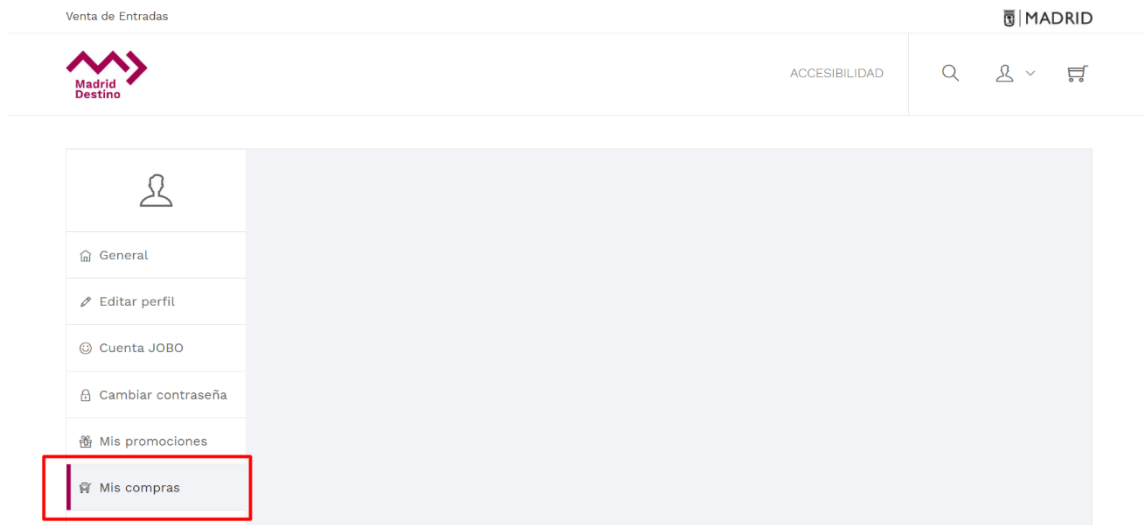 Venta de Entradas
MADRID
Madrid
Destino
ACCESIBILIDAD
General
Editar perfil
Cuenta JOBO
Cambiar contraseña
Mis promociones
Mis compras